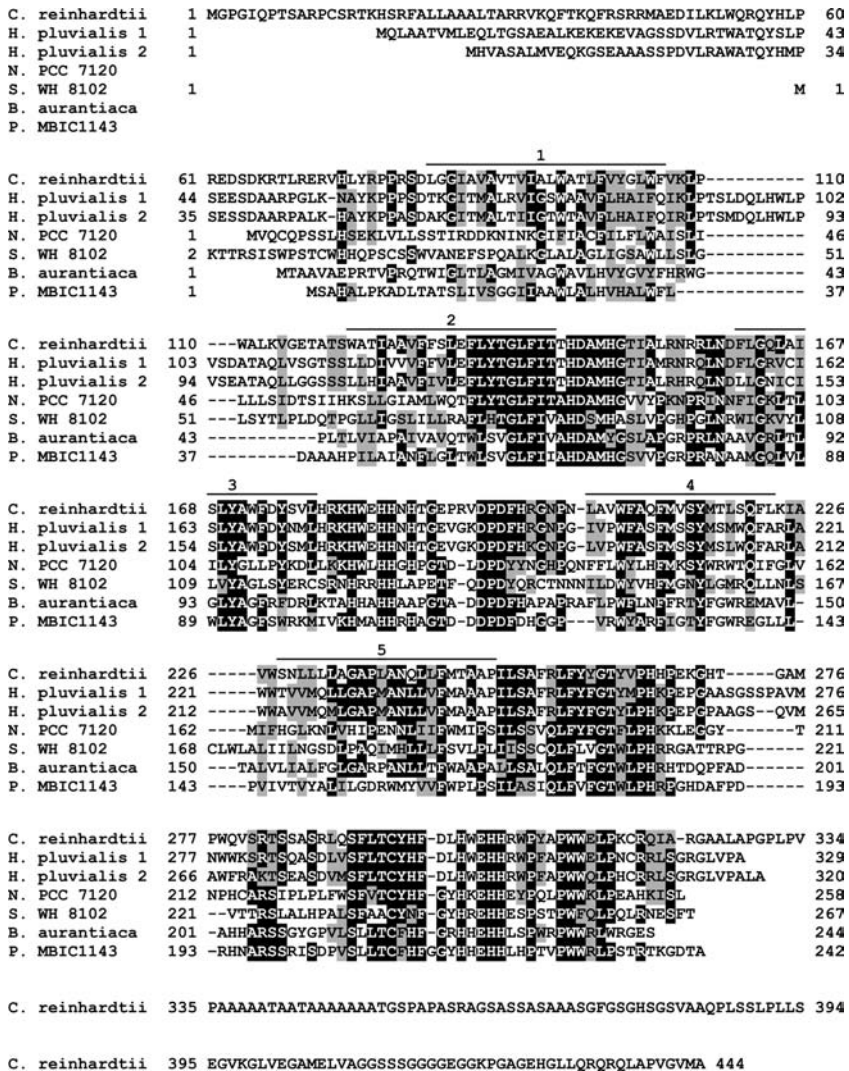 C. reinhardtii 1 MGPGIQPTSARPCSRTKHSRFALLAAALTARRVKQFTKQFRSRRMAEDILKLWQRQYHLP 60
H. pluvialis 1 1 MQLAATVMLEQLTGSAEALKEKEKEVAGSSDVLRTWATQYSLP 43
H. pluvialis 2 1 MHVASALMVEQKGSEAAASSPDVLRAWATQYHMP 34
N. PCC 7120
S. WH 8102 1 M 1
B. aurantiaca
P. MBIC1143
1
C. reinhardtii 61 REDSDKRTLRERVHLYRPPRSDLGGIAVAVTVIALWATLFVYGLWFVKLP---------- 110
H. pluvialis 1 44 SEESDAARPGLK-NAYKPPPSDTKGITMALRVIGSWAAVFLHAIFQIKLPTSLDQLHWLP 102
H. pluvialis 2 35 SESSDAARPALK-HAYKPPASDAKGITMALTIIGTWTAVFLHAIFQIRLPTSMDQLHWLP 93
N. PCC 7120 1 MVQCQPSSLHSEKLVLLSSTIRDDKNINKGIFIACFILFLWAISLI---------- 46
S. WH 8102 2 KTTRSISWPSTCWHHQPSCSSWVANEFSPQALKGLALAGLIGSAWLLSLG---------- 51
B. aurantiaca 1 MTAAVAEPRTVPRQTWIGLTLAGMIVAGWAVLHVYGVYFHRWG---------- 43
P. MBIC1143 1 MSAHALPKADLTATSLIVSGGIIAAWLALHVHALWFL------------- 37
2
C. reinhardtii 110 ---WALKVGETATSWATIAAVFFSLEFLYTGLFITTHDAMHGTIALRNRRLNDFLGQLAI 167
H. pluvialis 1 103 VSDATAQLVSGTSSLLDIVVVFFVLEFLYTGLFITTHDAMHGTIAMRNRQLNDFLGRVCI 162
H. pluvialis 2 94 VSEATAQLLGGSSSLLHIAAVFIVLEFLYTGLFITTHDAMHGTIALRHRQLNDLLGNICI 153
N. PCC 7120 46 ---LLLSIDTSIIHKSLLGIAMLWQTFLYTGLFITAHDAMHGVVYPKNPRINNFIGKLTL 103
S. WH 8102 51 ---LSYTLPLDQTPGLLIGSLILLRAFLHTGLFIVAHDSMHASLVPGHPGLNRWIGKVYL 108
B. aurantiaca 43 -----------PLTLVIAPAIVAVQTWLSVGLFIVAHDAMYGSLAPGRPRLNAAVGRLTL 92
P. MBIC1143 37 ---------DAAAHPILAIANFLGLTWLSVGLFIIAHDAMHGSVVPGRPRANAAMGQLVL 88
3 4
C. reinhardtii 168 SLYAWFDYSVLHRKHWEHHNHTGEPRVDPDFHRGNPN-LAVWFAQFMVSYMTLSQFLKIA 226
H. pluvialis 1 163 SLYAWFDYNMLHRKHWEHHNHTGEVGKDPDFHRGNPG-IVPWFASFMSSYMSMWQFARLA 221
H. pluvialis 2 154 SLYAWFDYSMLHRKHWEHHNHTGEVGKDPDFHKGNPG-LVPWFASFMSSYMSLWQFARLA 212
N. PCC 7120 104 ILYGLLPYKDLLKKHWLHHGHPGTD-LDPDYYNGHPQNFFLWYLHFMKSYWRWTQIFGLV 162
S. WH 8102 109 LVYAGLSYERCSRNHRRHHLAPETF-QDPDYQRCTNNNILDWYVHFMGNYLGMRQLLNLS 167
B. aurantiaca 93 GLYAGFRFDRLKTAHHAHHAAPGTA-DDPDFHAPAPRAFLPWFLNFFRTYFGWREMAVL- 150
P. MBIC1143 89 WLYAGFSWRKMIVKHMAHHRHAGTD-DDPDFDHGGP---VRWYARFIGTYFGWREGLLL- 143
5
C. reinhardtii 226 -----VWSNLLLLLAGAPLANQLLFMTAAPILSAFRLFYYGTYVPHHPEKGHT-----GAM 276
H. pluvialis 1 221 -----WWTVVMQLLGAPMANLLVFMAAAPILSAFRLFYFGTYMPHKPEPGAASGSSPAVM 276
H. pluvialis 2 212 -----WWAVVMQMLGAPMANLLVFMAAAPILSAFRLFYFGTYLPHKPEPGPAAGS-QVM 265
N. PCC 7120 162 -----MIFHGLKNLVHIPENNLIIFWMIPSILSSVQLFYFGTFLPHKKLEGGY------T 211
S. WH 8102 168 CLWLALIILNGSDLPAQIMHLLLFSVLPLIISSCQLFLVGTWLPHRRGATTRPG------ 221
B. aurantiaca 150 ---TALVLIALFGLGARPANLLTFWAAPALLSALQLFTFGTWLPHRHTDQPFAD------ 201
P. MBIC1143 143 ---PVIVTVYALILGDRWMYVVFWPLPSILASIQLFVFGTWLPHRPGHDAFPD------ 193
C. reinhardtii 277 PWQVSRTSSASRLQSFLTCYHF-DLHWEHHRWPYAPWWELPKCRQIA-RGAALAPGPLPV 334
H. pluvialis 1 277 NWWKSRTSQASDLVSFLTCYHF-DLHWEHHRWPFAPWWELPNCRRLSGRGLVPA 329
H. pluvialis 2 266 AWFRAKTSEASDVMSFLTCYHF-DLHWEHHRWPFAPWWQLPHCRRLSGRGLVPALA 320
N. PCC 7120 212 NPHCARSIPLPLFWSFVTCYHF-GYHKEHHEYPQLPWWKLPEAHKISL 258
S. WH 8102 221 --VTTRSLALHPALSFAACYNF-GYHREHHESPSTPWFQLPQLRNESFT 267
B. aurantiaca 201 -AHHARSSGYGPVLSLLTCFHF-GRHHEHHLSPWRPWWRLWRGES 244
P. MBIC1143 193 -RHNARSSRISDPVSLLTCFHFGGYHHEHHLHPTVPWWRLPSTRTKGDTA 242
C. reinhardtii 335 PAAAAATAATAAAAAAATGSPAPASRAGSASSASAAASGFGSGHSGSVAAQPLSSLPLLS 394
C. reinhardtii 395 EGVKGLVEGAMELVAGGSSSGGGGEGGKPGAGEHGLLQRQRQLAPVGVMA 444